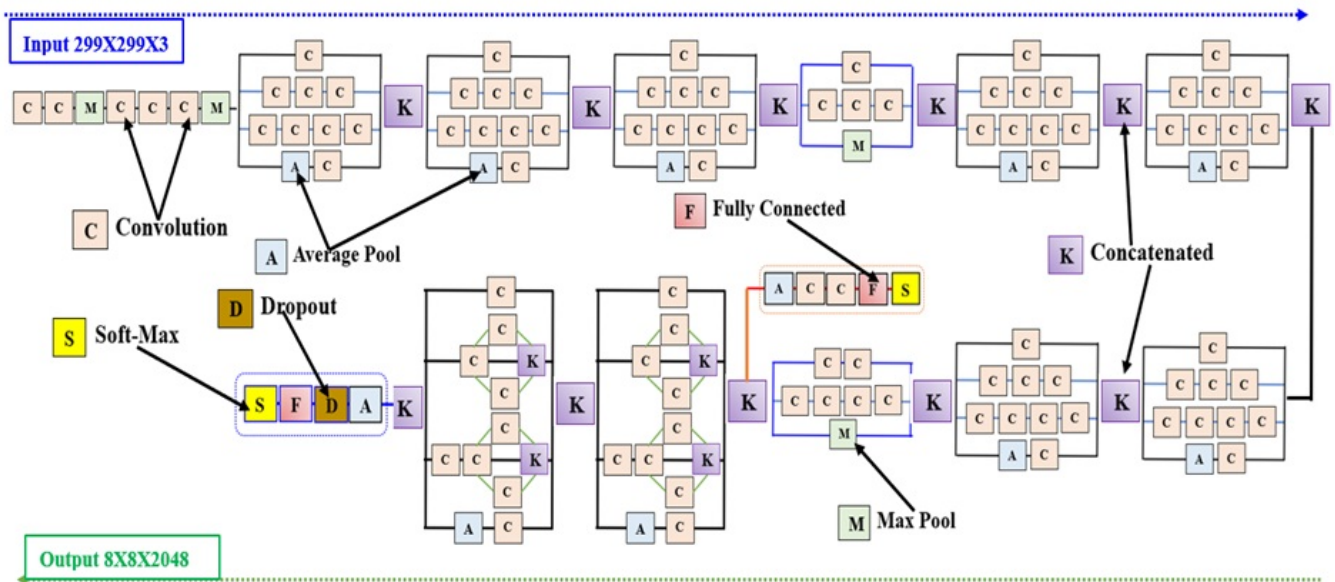 Input 299X299X3
C C C C C C
C C C C C C C C C C C C C C C
C C M C C C M K K K C C C K K K
C C C C C C C C C C C C M C C C C C C C C
A C A C A C A C A C
C Convolution
F Fully Connected
A Average Pool
K Concatenated
A C C F S
D Dropout
S Soft-Max
C C
C C
C K C K
C C
S F D A K K K
C C
C C K C C K
C C
A C A C
C C
C C C C
M
K
C
C C C
C C C C
A C
K
C
C C C
C C C C
A C
M Max Pool
Output 8X8X2048